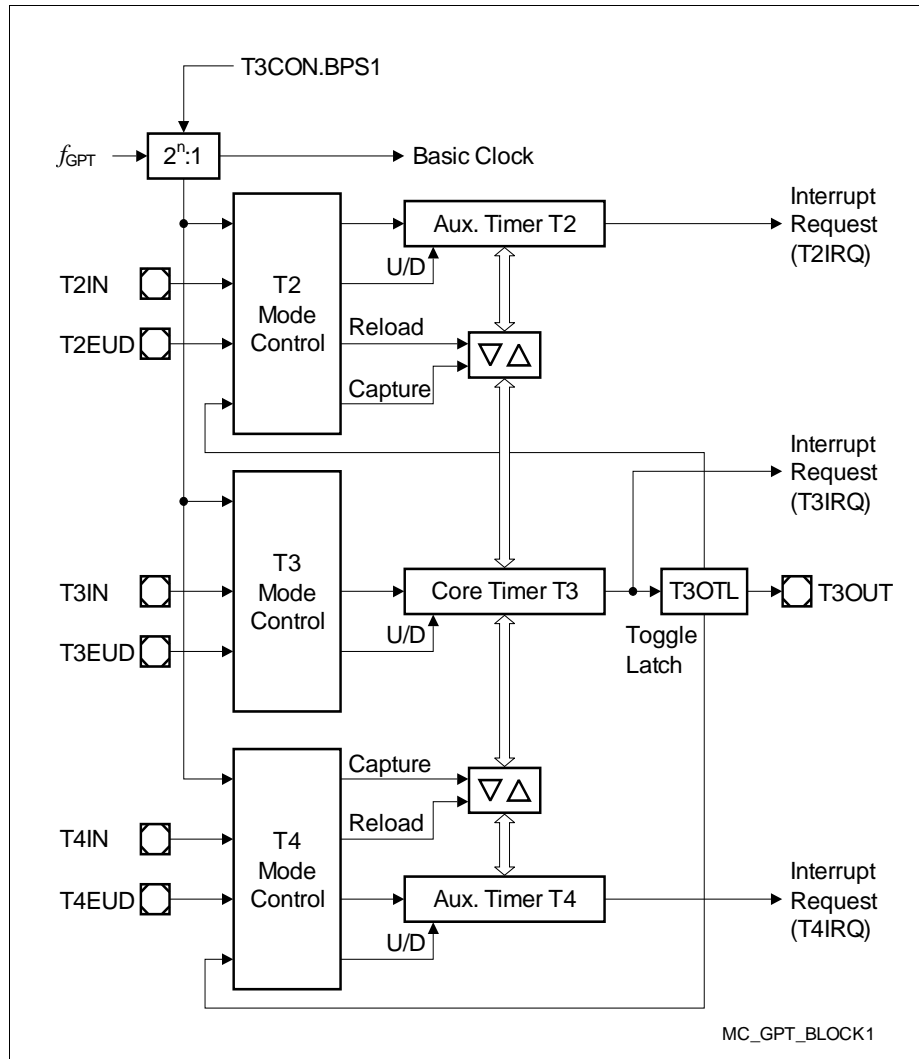 T3CON.BPS1
fGPT
2n:1
Basic Clock
Interrupt
Request
(T2IRQ)
Aux. Timer T2
U/D
T2IN
T2
Mode
Control
T2EUD
Reload
Capture
Interrupt
Request
(T3IRQ)
T3
Mode
Control
T3IN
Core Timer T3
T3OTL
T3OUT
U/D
T3EUD
Toggle
Latch
Capture
T4IN
Reload
T4
Mode
Control
T4EUD
Aux. Timer T4
Interrupt
Request
(T4IRQ)
U/D
MC_GPT_BLOCK1